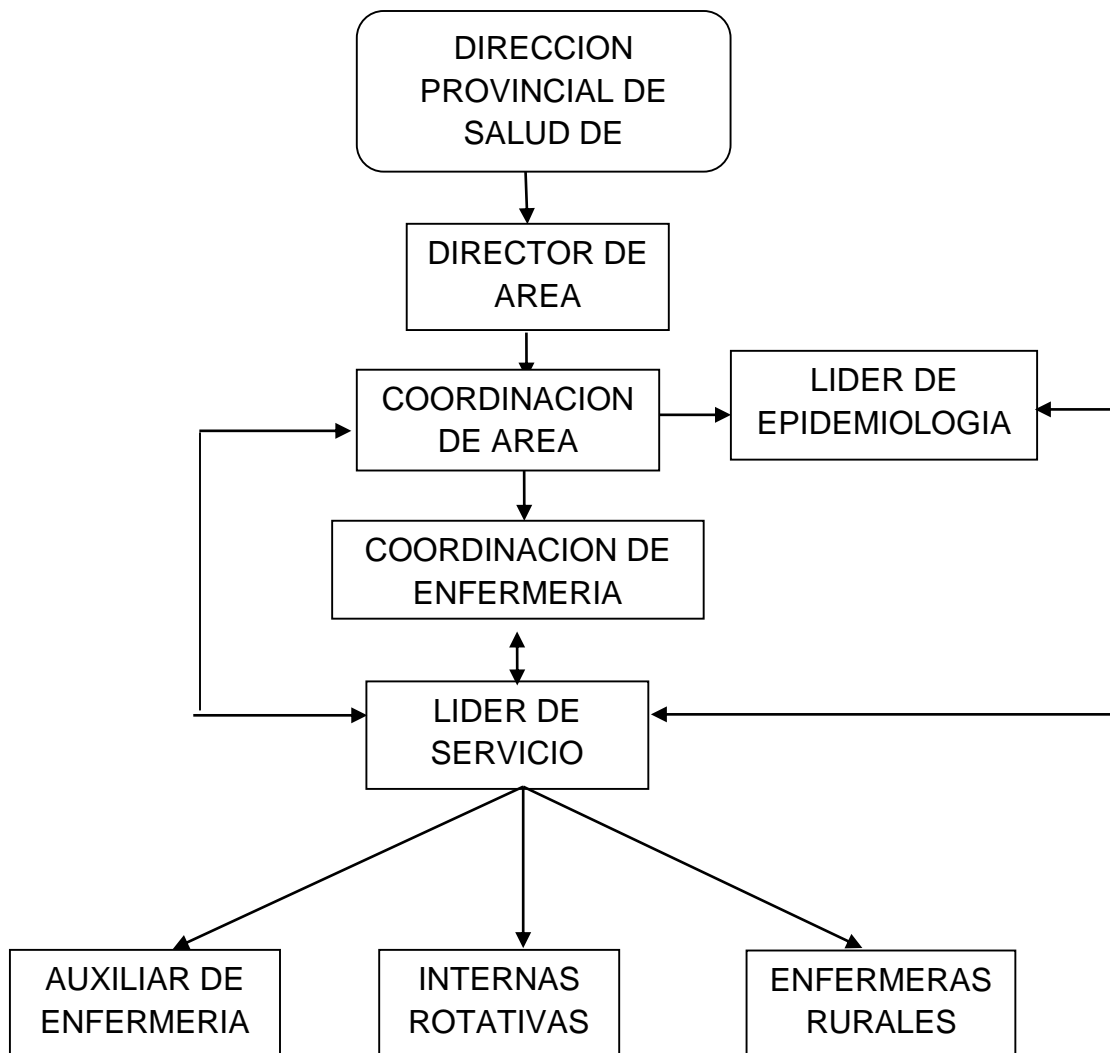 DIRECCION
PROVINCIAL DE
SALUD DE
DIRECTOR DE
AREA
COORDINACION
DE AREA
LIDER DE
EPIDEMIOLOGIA
COORDINACION DE
ENFERMERIA
LIDER DE
SERVICIO
AUXILIAR DE
ENFERMERIA
INTERNAS
ROTATIVAS
ENFERMERAS
RURALES